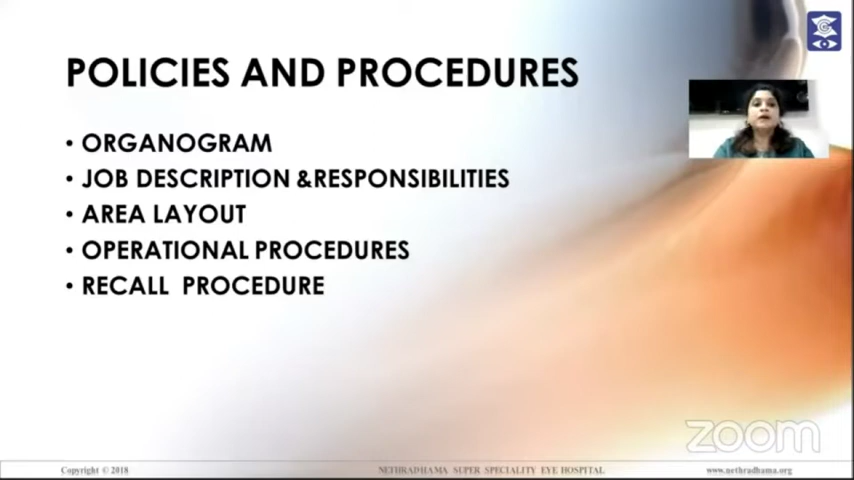 POLICIES AND PROCEDURES
• ORGANOGRAM
• JOB DESCRIPTION &RESPONSIBILITIES
• AREA LAYOUT
• OPERATIONAL PROCEDURES
• RECALL PROCEDURE
zoom
Copyright © 2018 NETHRADHAMA SUPER SPECIALITY EYE HOSPITAL www.nethradhama.org